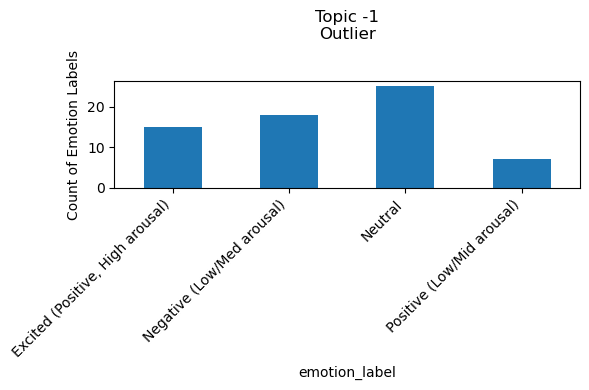 Topic -1
Outlier
Count of Emotion Labels
20
10
0
Excited (Positive, High arousal)
Negative (Low/Med arousal)
Neutral
Positive (Low/Mid arousal)
emotion_label